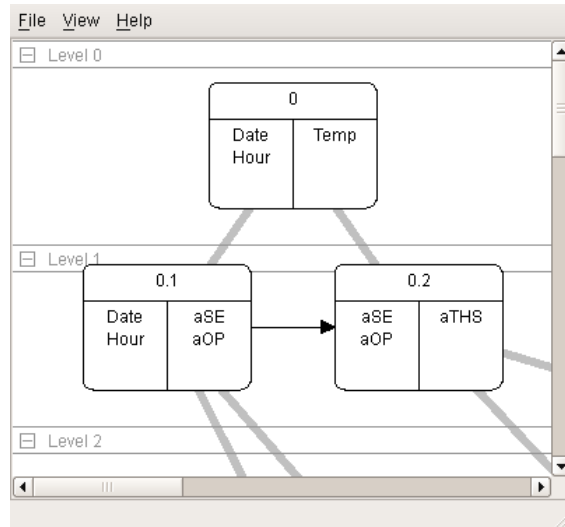 File View Help
Level 0
0
Date Temp
Hour
Level 1
0.1 0.2
Date aSE aSE aTHS
Hour aOP aOP
Level 2